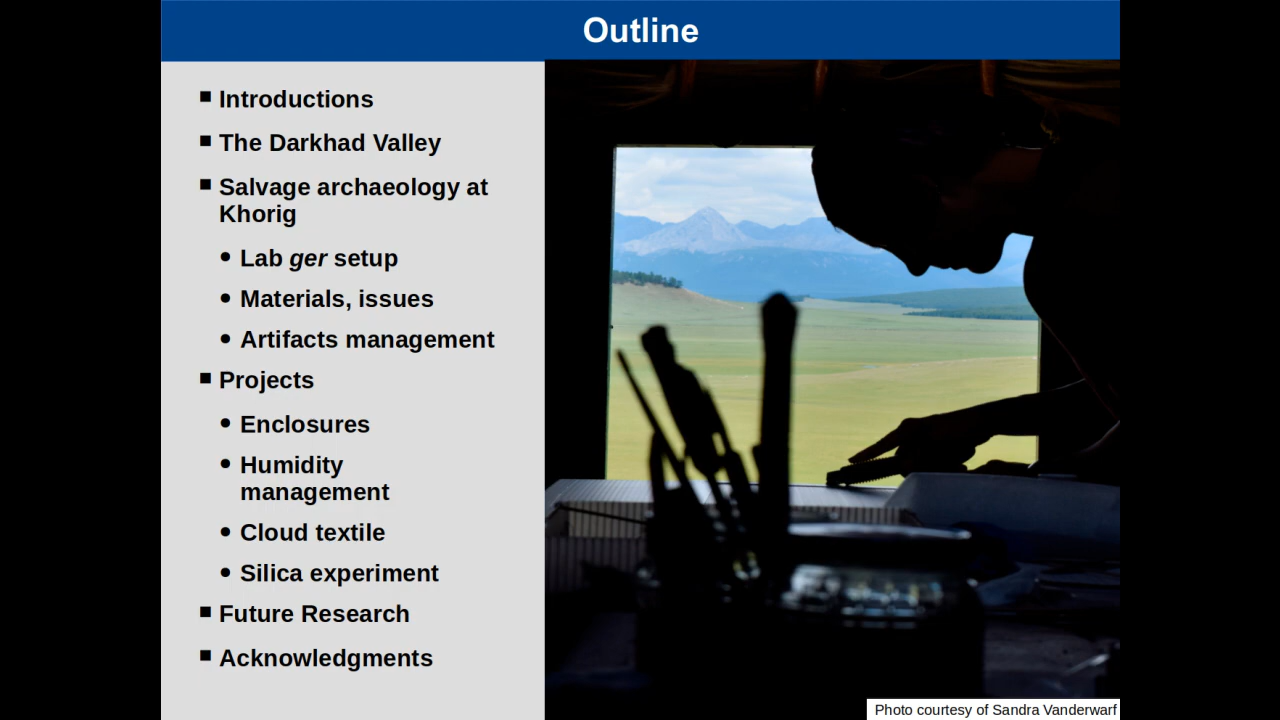 Outline
Introductions
The Darkhad Valley
Salvage archaeology at
Khorig
Lab ger setup
Materials, issues
Artifacts management
Projects
Enclosures
Humidity
management
Cloud textile
Silica experiment
Future Research
Acknowledgments
Photo courtesy of Sandra Vanderwarf